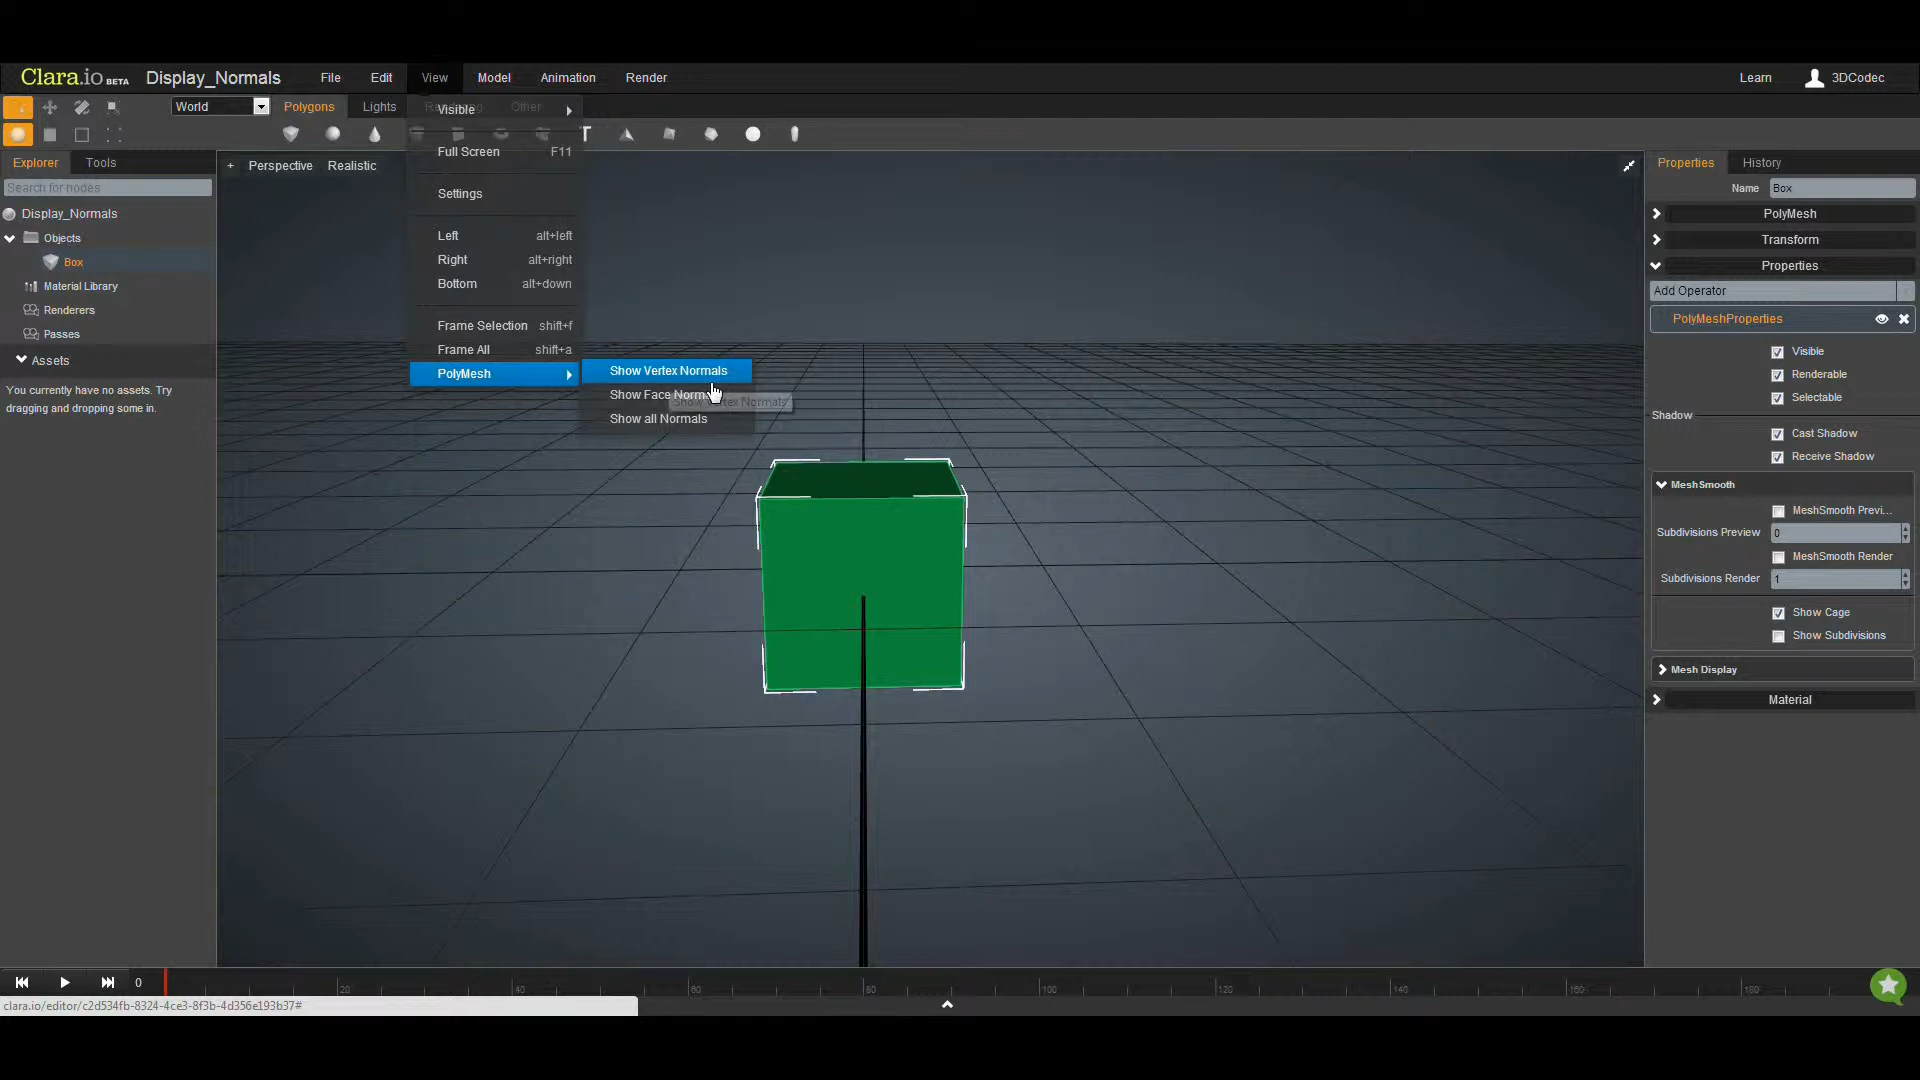 Clara.io BETA Display_Normals File Edit View Model Animation Render Learn 3DCodec
World Polygons Lights Rendering Other
Visible
Full Screen F11
Settings
Left alt+left
Right alt+right
Bottom alt+down
Frame Selection shift+f
Frame All shift+a
PolyMesh
Show Vertex Normals
Show Face Normals
Show Vertex Normals
Show all Normals
Explorer Tools
Search for nodes
Display_Normals
Objects
Box
Material Library
Renderers
Passes
Assets
You currently have no assets. Try
dragging and dropping some in.
+ Perspective Realistic
Properties History
Name Box
PolyMesh
Transform
Properties
Add Operator
PolyMeshProperties
Visible
Renderable
Selectable
Shadow
Cast Shadow
Receive Shadow
MeshSmooth
MeshSmooth Previ...
Subdivisions Preview 0
MeshSmooth Render
Subdivisions Render 1
Show Cage
Show Subdivisions
Mesh Display
Material
0 20 40 60 80 100 120 140 160 180
clara.io/editor/c2d534fb-8324-4ce3-8f3b-4d356e193b37#